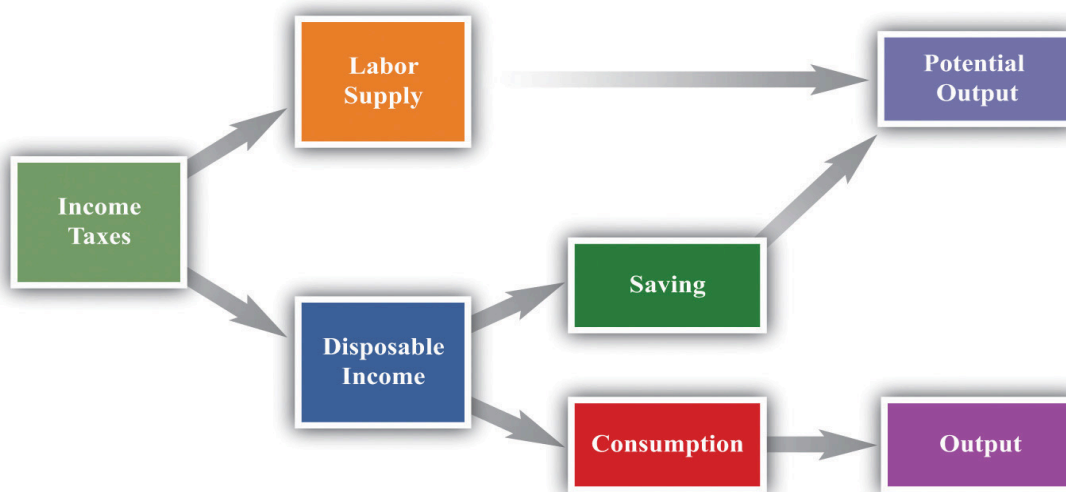 Labor
Supply
Potential
Output
Income
Taxes
Saving
Disposable
Income
Consumption
Output